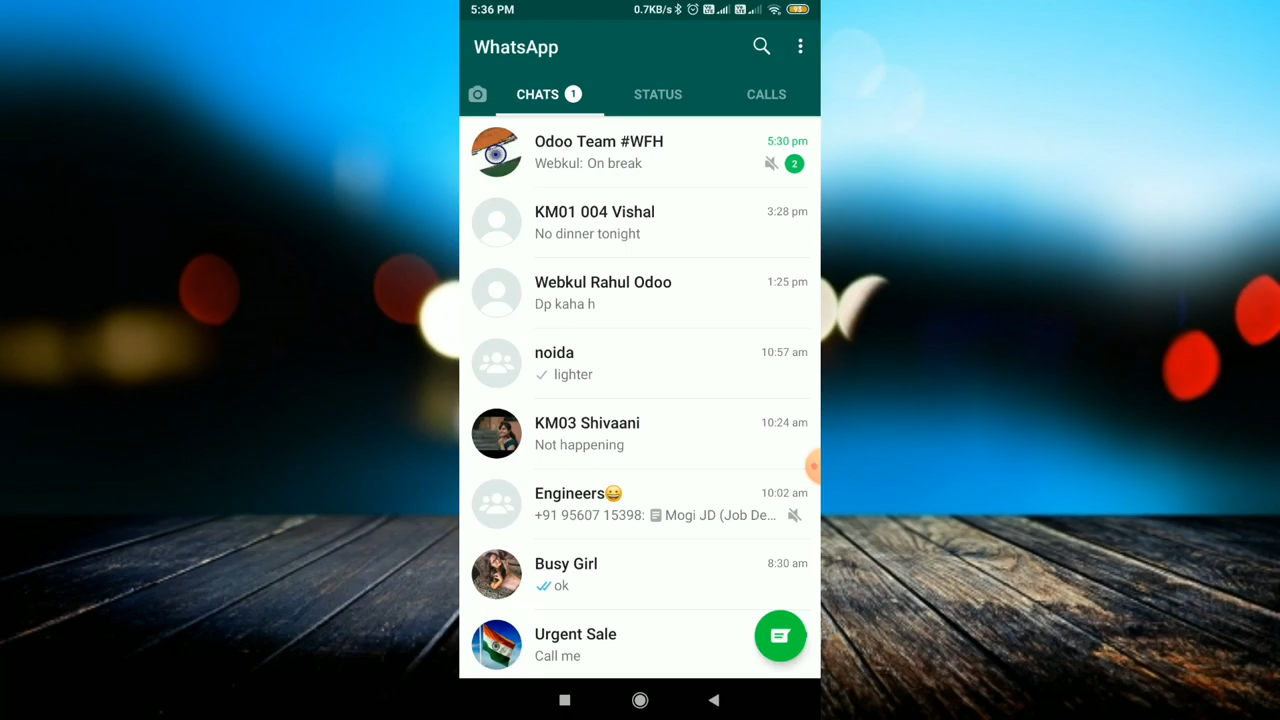 5:36 PM 0.7KB/s 93
WhatsApp
CHATS 1 STATUS CALLS
Odoo Team #WFH 5:30 pm
Webkul: On break 2
KM01 004 Vishal 3:28 pm
No dinner tonight
Webkul Rahul Odoo 1:25 pm
Dp kaha h
noida 10:57 am
lighter
KM03 Shivaani 10:24 am
Not happening
Engineers😀 10:02 am
+91 95607 15398: Mogi JD (Job De...
Busy Girl 8:30 am
ok
Urgent Sale
Call me